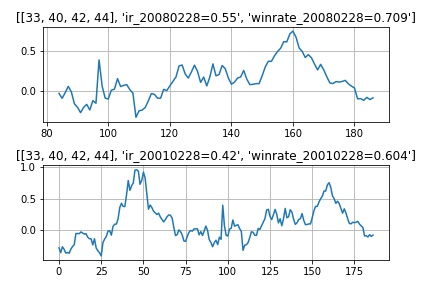 [[33, 40, 42, 44], 'ir_20080228=0.55', 'winrate_20080228=0.709']
0.5
0.0
80 100 120 140 160 180
[[33, 40, 42, 44], 'ir_20010228=0.42', 'winrate_20010228=0.604']
1.0
0.5
0.0
0 25 50 75 100 125 150 175